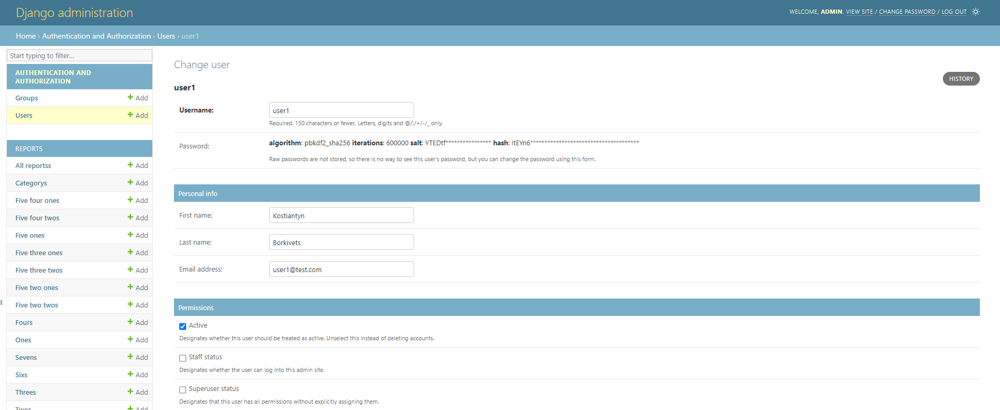 Django administration
WELCOME, ADMIN. VIEW SITE / CHANGE PASSWORD / LOG OUT
Home › Authentication and Authorization › Users › user1
Start typing to filter...
AUTHENTICATION AND
AUTHORIZATION
Groups + Add
Users + Add
REPORTS
All reportss + Add
Categorys + Add
Five four ones + Add
Five four twos + Add
Five ones + Add
Five three ones + Add
Five three twos + Add
Five two ones + Add
Five two twos + Add
Fours + Add
Ones + Add
Sevens + Add
Sixs + Add
Threes + Add
Twos + Add
«
Change user
HISTORY
user1
Username: user1
Required. 150 characters or fewer. Letters, digits and @/./+/-/_ only.
Password: algorithm: pbkdf2_sha256 iterations: 600000 salt: YTEDtf**************** hash: ItEYn6**************************************
Raw passwords are not stored, so there is no way to see this user's password, but you can change the password using this form.
Personal info
First name: Kostiantyn
Last name: Borkivets
Email address: user1@test.com
Permissions
Active
Designates whether this user should be treated as active. Unselect this instead of deleting accounts.
Staff status
Designates whether the user can log into this admin site.
Superuser status
Designates that this user has all permissions without explicitly assigning them.